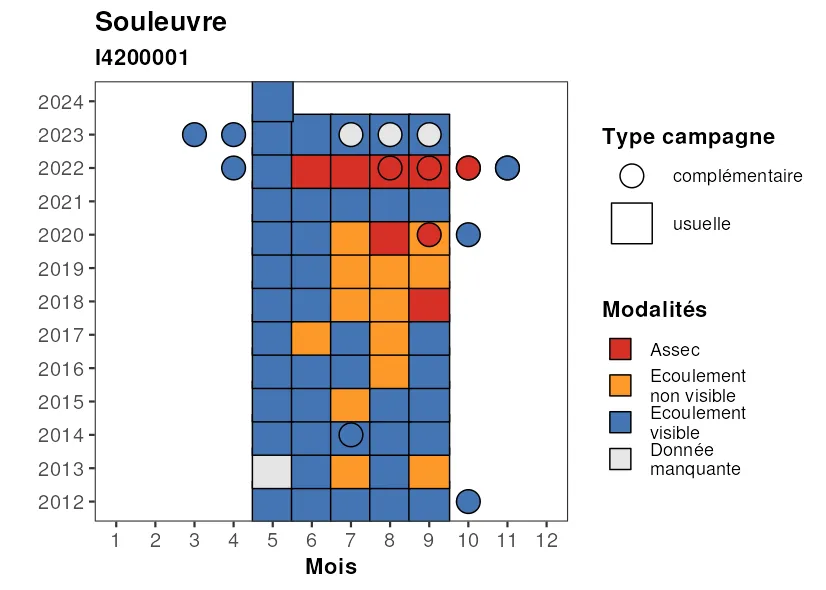 Souleuvre
I4200001
2024
2023
2022
2021
2020
2019
2018
2017
2016
2015
2014
2013
2012
1 2 3 4 5 6 7 8 9 10 11 12
Mois
Type campagne
complémentaire
usuelle
Modalités
Assec
Ecoulement
non visible
Ecoulement
visible
Donnée
manquante